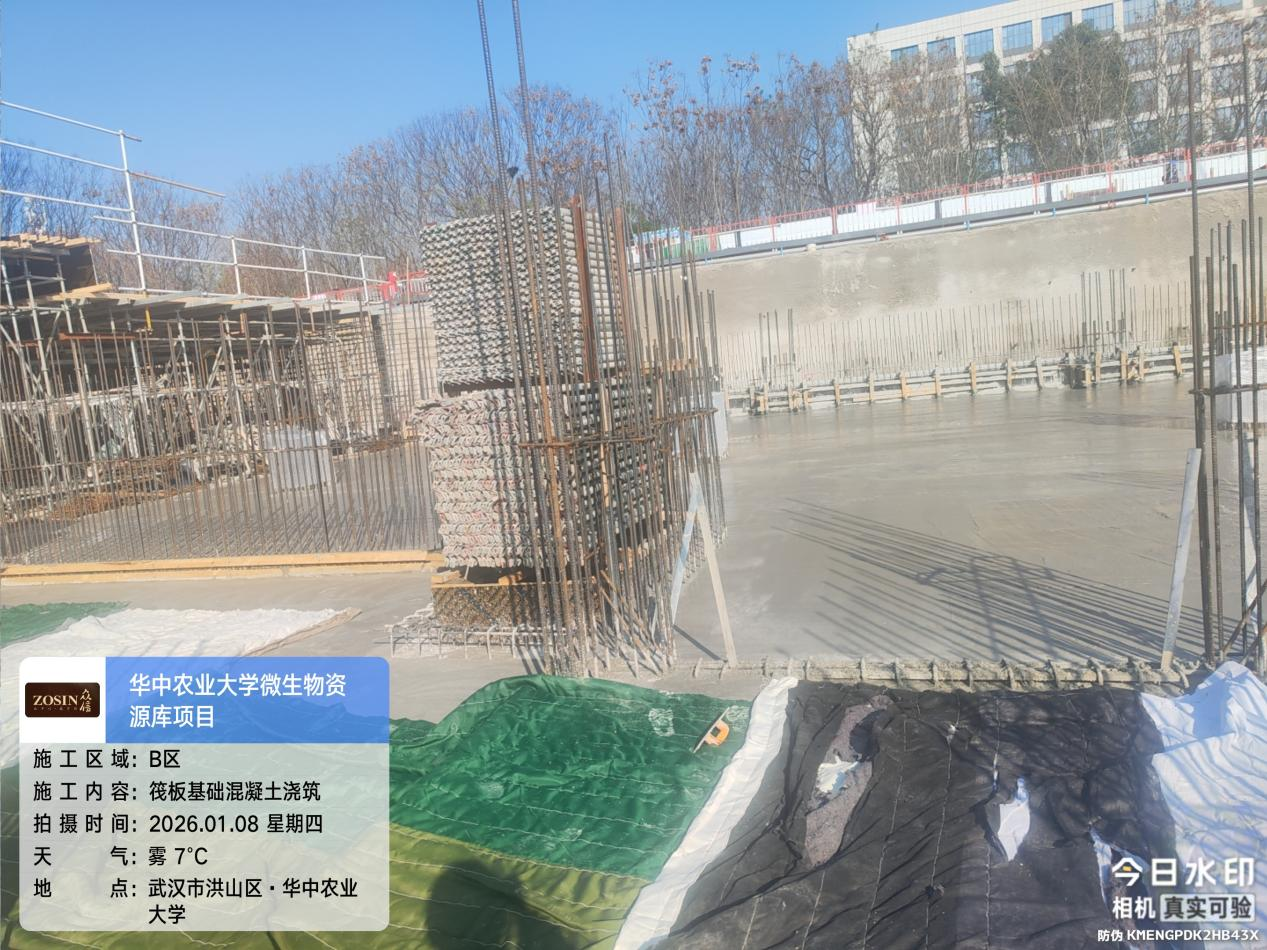 ZOSIN 众信
华中农业大学微生物资
源库项目
施工区域：B区
施工内容：筏板基础混凝土浇筑
拍摄时间：2026.01.08 星期四
天气：雾 7℃
地点：武汉市洪山区·华中农业
大学
今日水印
相机 真实可验
防伪 KMENGPDK2HB43X